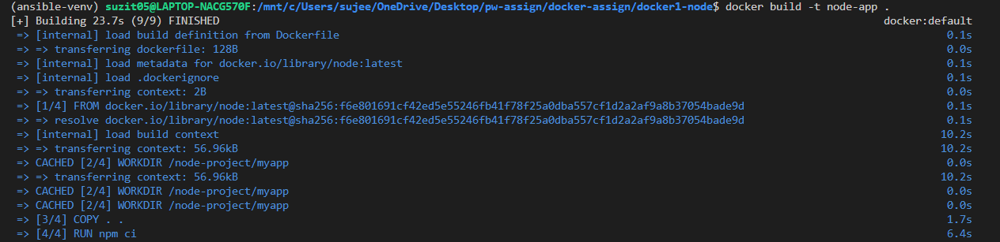 (ansible-venv) suzit05@LAPTOP-NACG570F:/mnt/c/Users/sujee/OneDrive/Desktop/pw-assign/docker-assign/docker1-node$ docker build -t node-app .
[+] Building 23.7s (9/9) FINISHED docker:default
=> [internal] load build definition from Dockerfile 0.1s
=> => transferring dockerfile: 128B 0.0s
=> [internal] load metadata for docker.io/library/node:latest 0.1s
=> [internal] load .dockerignore 0.1s
=> => transferring context: 2B 0.0s
=> [1/4] FROM docker.io/library/node:latest@sha256:f6e801691cf42ed5e55246fb41f78f25a0dba557cf1d2a2af9a8b37054bade9d 0.1s
=> => resolve docker.io/library/node:latest@sha256:f6e801691cf42ed5e55246fb41f78f25a0dba557cf1d2a2af9a8b37054bade9d 0.1s
=> [internal] load build context 10.2s
=> => transferring context: 56.96kB 10.2s
=> CACHED [2/4] WORKDIR /node-project/myapp 0.0s
=> => transferring context: 56.96kB 10.2s
=> CACHED [2/4] WORKDIR /node-project/myapp 0.0s
=> CACHED [2/4] WORKDIR /node-project/myapp 0.0s
=> [3/4] COPY . . 1.7s
=> [4/4] RUN npm ci 6.4s